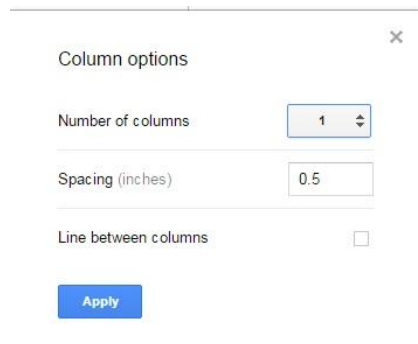 Column options
Number of columns 1
Spacing (inches) 0.5
Line between columns
Apply